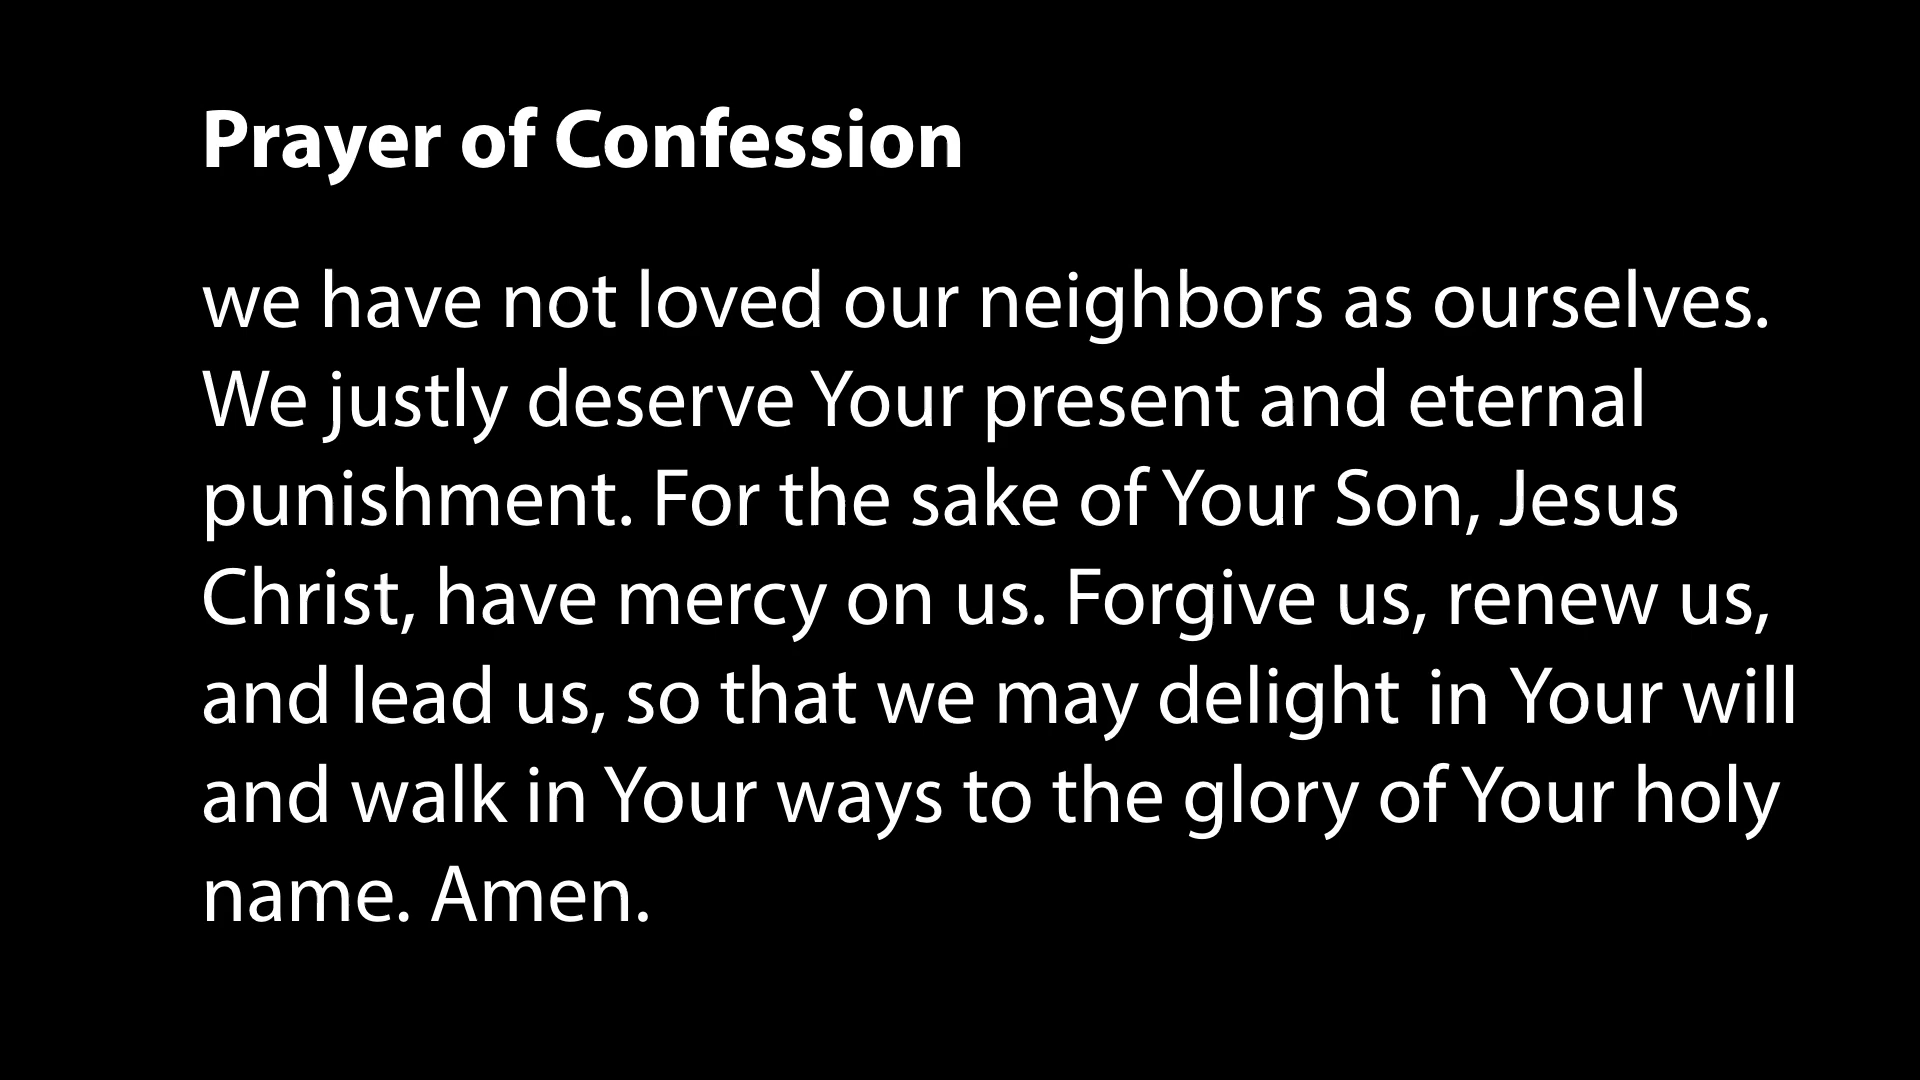 Prayer of Confession
we have not loved our neighbors as ourselves.
We justly deserve Your present and eternal
punishment. For the sake of Your Son, Jesus
Christ, have mercy on us. Forgive us, renew us,
and lead us, so that we may delight in Your will
and walk in Your ways to the glory of Your holy
name. Amen.